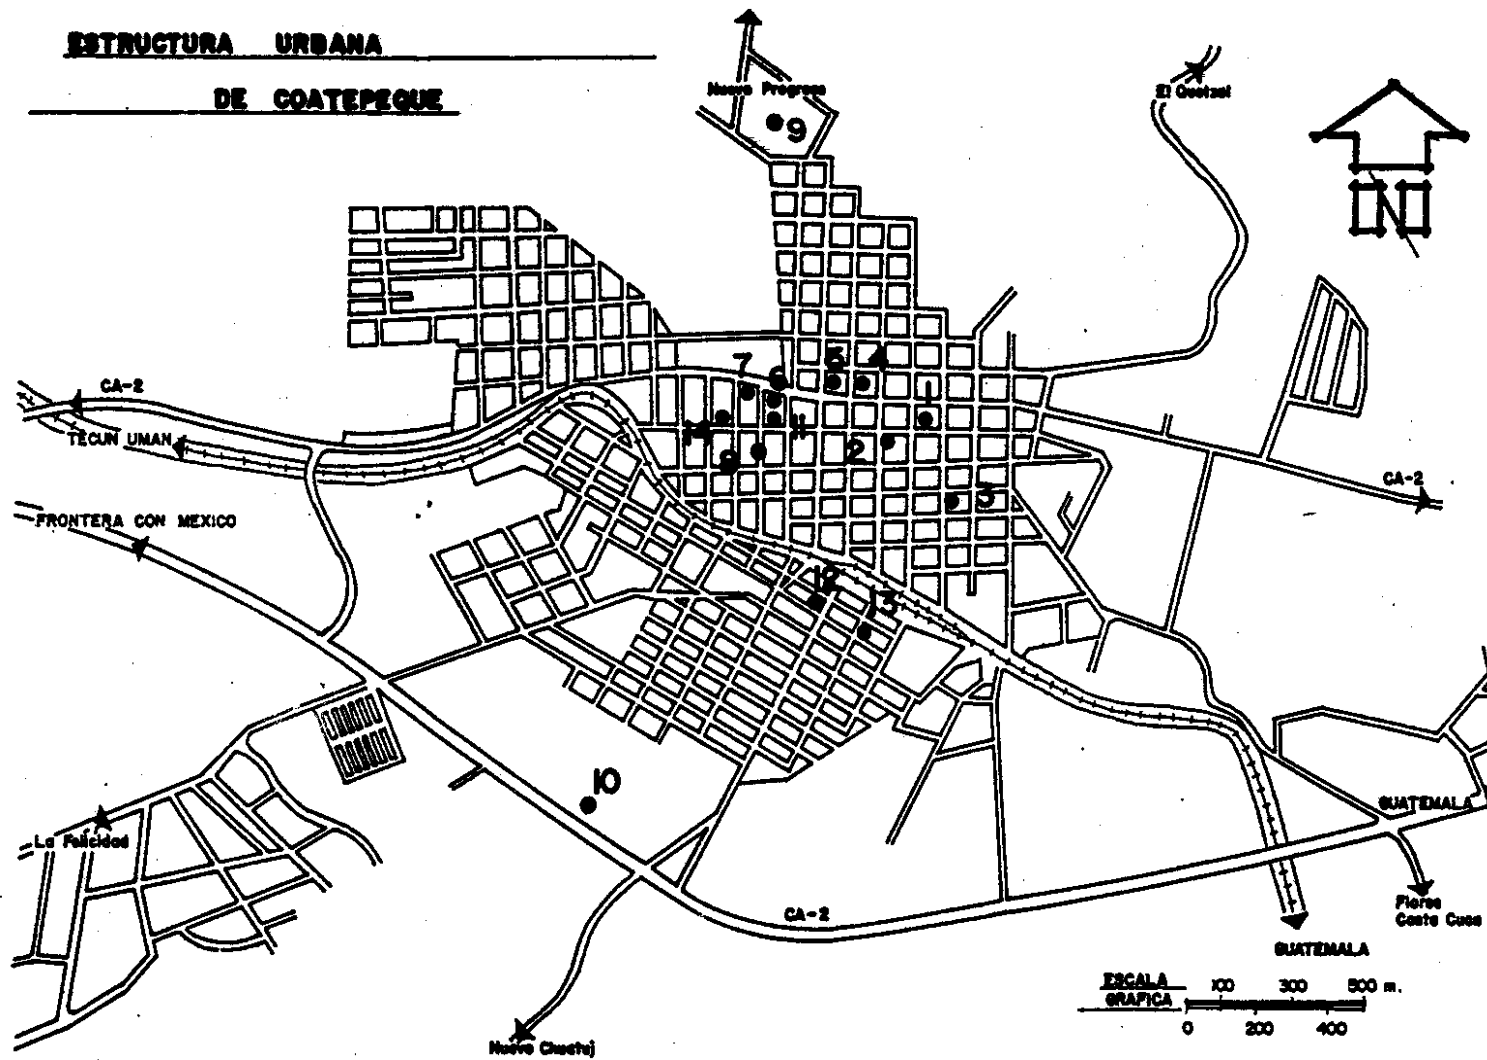 ESTRUCTURA URBANA
DE COATEPEQUE
Nuevo Progreso
9
El Quetzal
N
CA-2
TECUN UMAN
FRONTERA CON MEXICO
7
6
5
4
1
14
11
8
2
3
CA-2
12
13
10
La Felicidad
CA-2
GUATEMALA
Flores
Costa Cuca
GUATEMALA
Nuevo Chuatuj
ESCALA
GRAFICA
100 300 500 m.
0 200 400